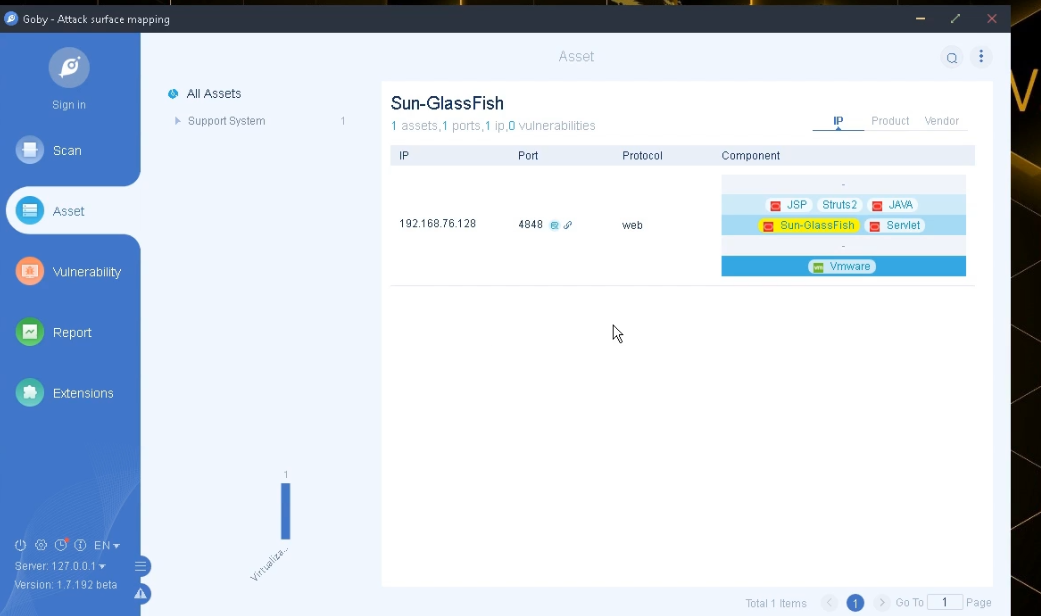 Goby - Attack surface mapping
Sign in
Scan
Asset
Vulnerability
Report
Extensions
EN
Server: 127.0.0.1
Version: 1.7.192 beta
Asset
All Assets
Support System 1
1
Virtualiza...
Sun-GlassFish
1 assets,1 ports,1 ip,0 vulnerabilities
IP Product Vendor
IP Port Protocol Component
-
JSP Struts2 JAVA
192.168.76.128 4848 web
Sun-GlassFish Servlet
-
Vmware
Total 1 Items < 1 > Go To 1 Page